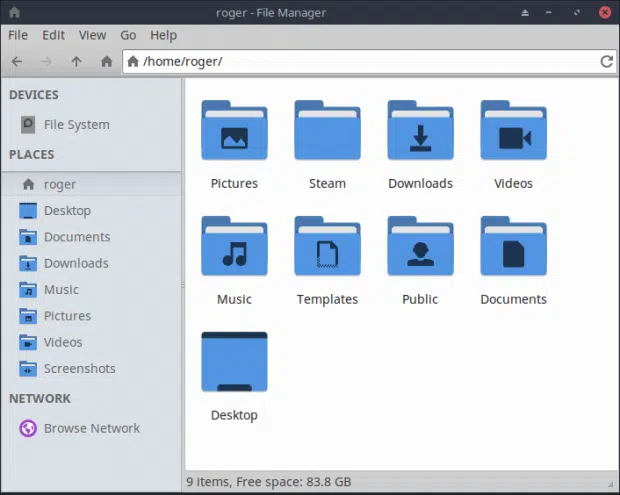 roger - File Manager
File Edit View Go Help
/home/roger/
DEVICES
File System
PLACES
roger
Desktop
Documents
Downloads
Music
Pictures
Videos
Screenshots
NETWORK
Browse Network
Pictures Steam Downloads Videos
Music Templates Public Documents
Desktop
9 items, Free space: 83.8 GB